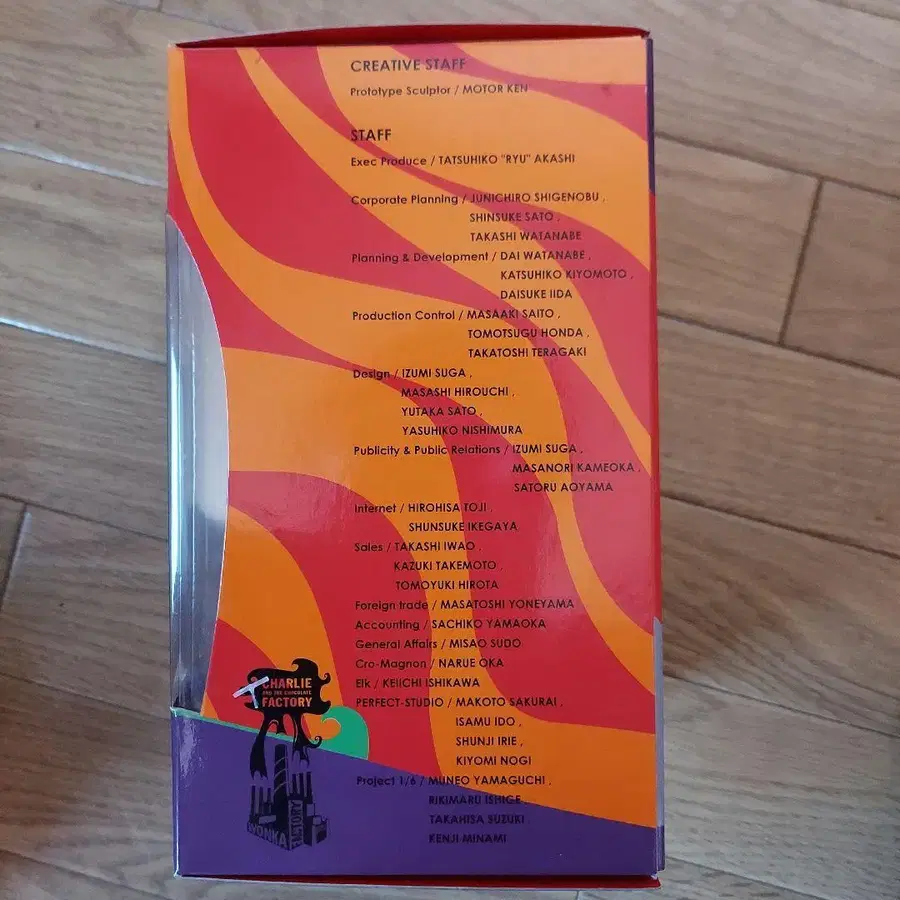 CREATIVE STAFF
Prototype Sculptor / MOTOR KEN
STAFF
Exec Produce / TATSUHIKO "RYU" AKASHI
Corporate Planning / JUNICHIRO SHIGENOBU ,
SHINSUKE SATO ,
TAKASHI WATANABE
Planning & Development / DAI WATANABE ,
KATSUHIKO KIYOMOTO ,
DAISUKE IIDA
Production Control / MASAAKI SAITO ,
TOMOTSUGU HONDA ,
TAKATOSHI TERAGAKI
Design / IZUMI SUGA ,
MASASHI HIROUCHI ,
YUTAKA SATO ,
YASUHIKO NISHIMURA
Publicity & Public Relations / IZUMI SUGA ,
MASANORI KAMEOKA ,
SATORU AOYAMA
Internet / HIROHISA TOJI ,
SHUNSUKE IKEGAYA
Sales / TAKASHI IWAO ,
KAZUKI TAKEMOTO ,
TOMOYUKI HIROTA
Foreign trade / MASATOSHI YONEYAMA
Accounting / SACHIKO YAMAOKA
General Affairs / MISAO SUDO
Cro-Magnon / NARUE OKA
Elk / KEIICHI ISHIKAWA
PERFECT-STUDIO / MAKOTO SAKURAI ,
ISAMU IDO ,
SHUNJI IRIE ,
KIYOMI NOGI
Project 1/6 / MUNEO YAMAGUCHI ,
RIKIMARU ISHIGE ,
TAKAHISA SUZUKI
KENJI MINAMI
CHARLIE
AND THE CHOCOLATE
FACTORY
WONKA
FACTORY